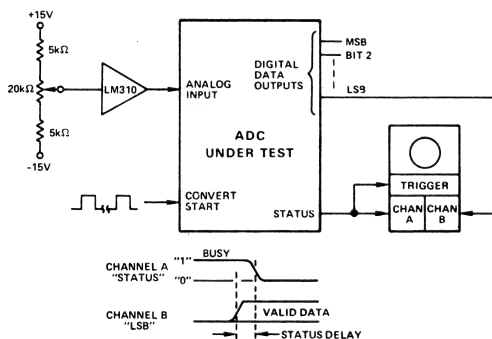 +15V
5kΩ
20kΩ
5kΩ
-15V
LM310
ANALOG
INPUT
DIGITAL
DATA
OUTPUTS
MSB
BIT 2
LSB
ADC
UNDER TEST
CONVERT
START
STATUS
TRIGGER
CHAN
A
CHAN
B
CHANNEL A
"STATUS"
"1"
BUSY
"0"
CHANNEL B
"LSB"
VALID DATA
STATUS DELAY